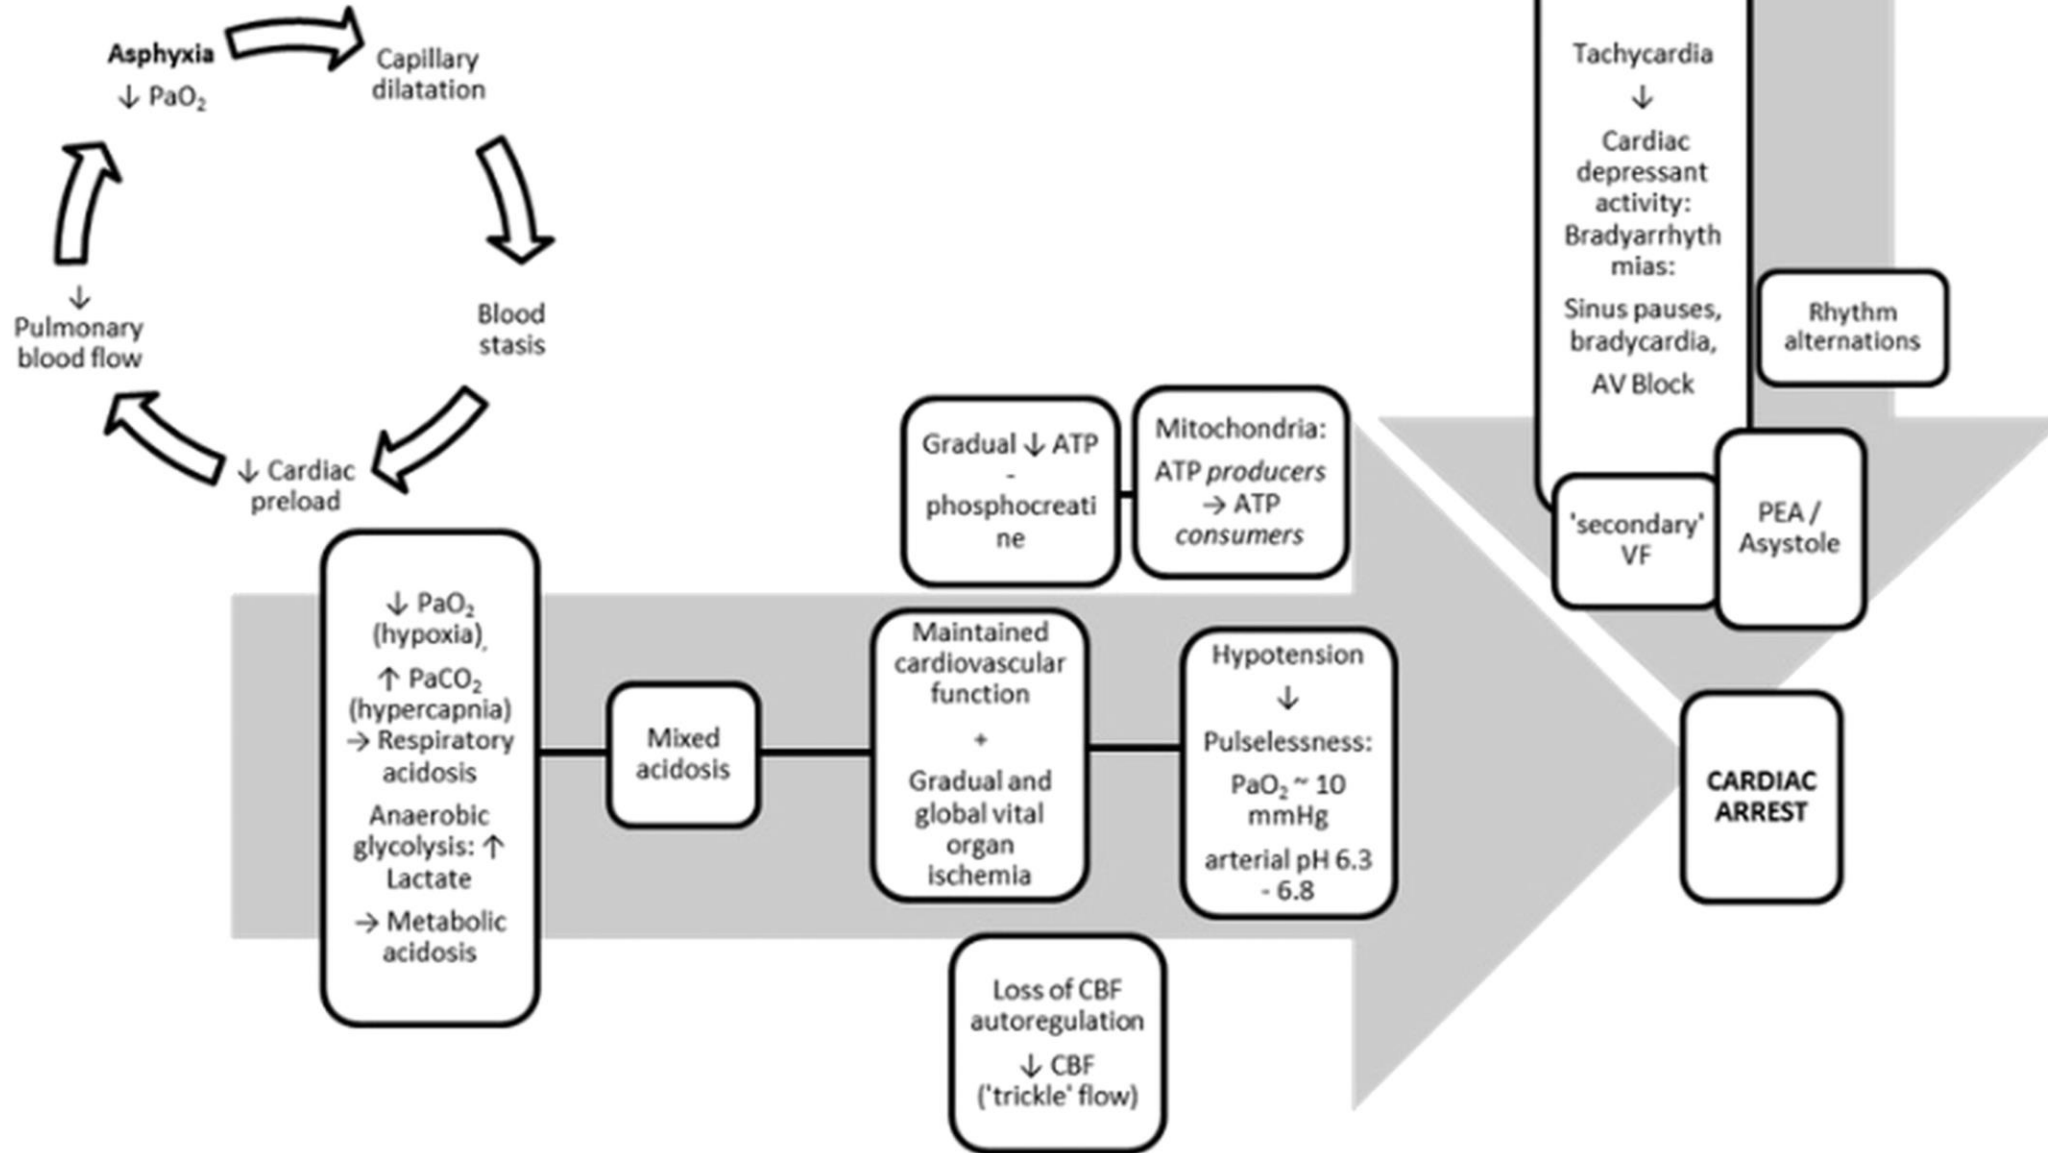 Asphyxia
↓ PaO₂
Capillary
dilatation
Blood
stasis
↓ Cardiac
preload
↓
Pulmonary
blood flow
↓ PaO₂
(hypoxia),
↑ PaCO₂
(hypercapnia)
→ Respiratory
acidosis
Anaerobic
glycolysis: ↑
Lactate
→ Metabolic
acidosis
Mixed
acidosis
Gradual ↓ ATP
-
phosphocreati
ne
Mitochondria:
ATP producers
→ ATP
consumers
Maintained
cardiovascular
function
+
Gradual and
global vital
organ
ischemia
Hypotension
↓
Pulselessness:
PaO₂ ~ 10
mmHg
arterial pH 6.3
- 6.8
Loss of CBF
autoregulation
↓ CBF
('trickle' flow)
Tachycardia
↓
Cardiac
depressant
activity:
Bradyarrhyth
mias:
Sinus pauses,
bradycardia,
AV Block
Rhythm
alternations
'secondary'
VF
PEA /
Asystole
CARDIAC
ARREST